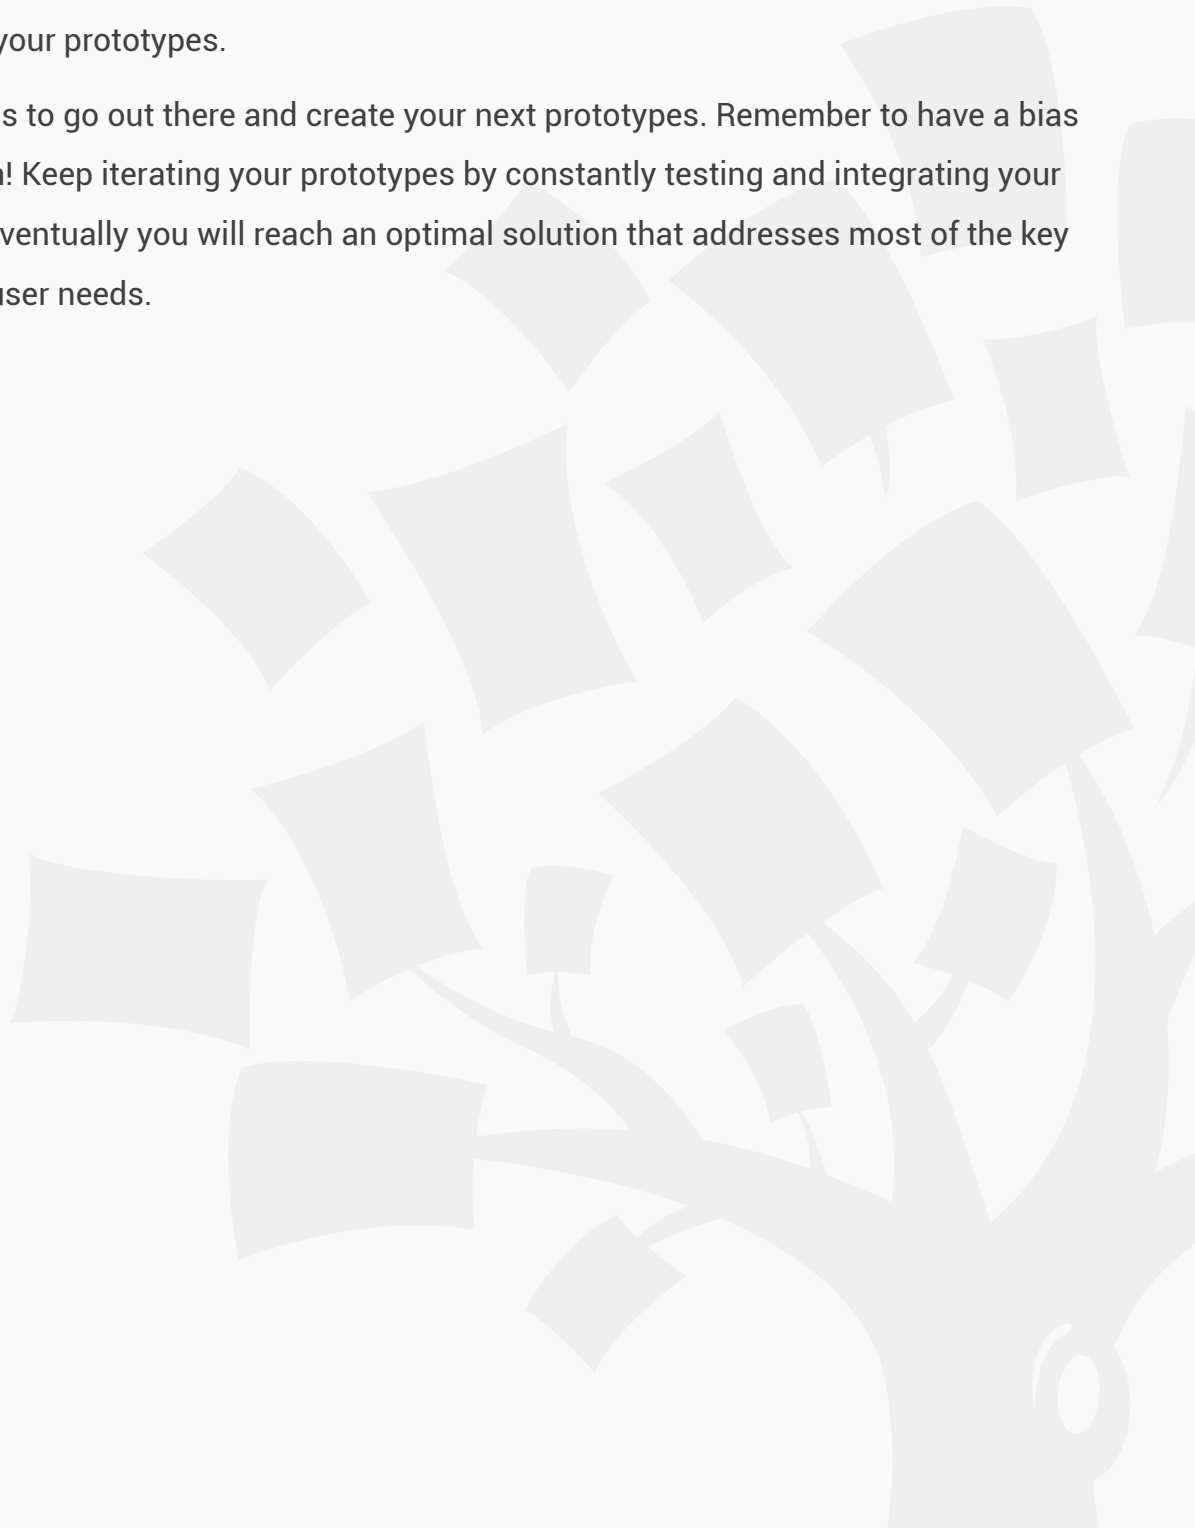 your prototypes.
s to go out there and create your next prototypes. Remember to have a bias
! Keep iterating your prototypes by constantly testing and integrating your
ventually you will reach an optimal solution that addresses most of the key
user needs.